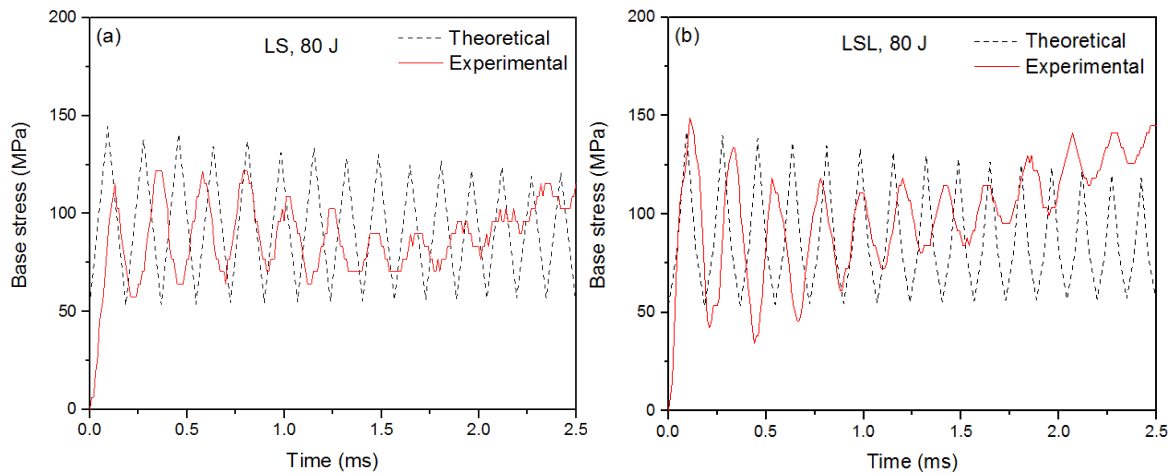 (a)
LS, 80 J
Theoretical
Experimental
200
150
100
50
0
Base stress (MPa)
0.0 0.5 1.0 1.5 2.0 2.5
Time (ms)
(b)
LSL, 80 J
Theoretical
Experimental
200
150
100
50
0
Base stress (MPa)
0.0 0.5 1.0 1.5 2.0 2.5
Time (ms)